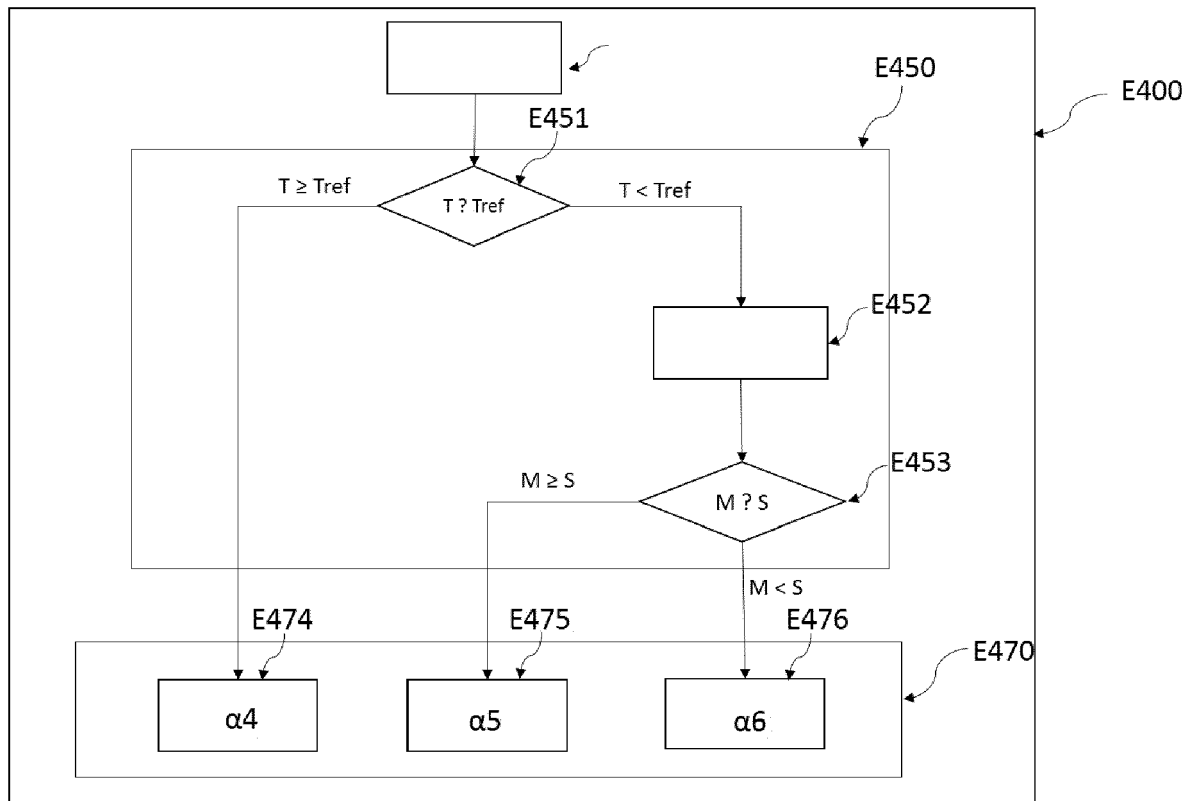 E450
E400
E451
T ≥ Tref
T ? Tref
T < Tref
E452
E453
M ≥ S
M ? S
M < S
E474
E475
E476
E470
α4
α5
α6